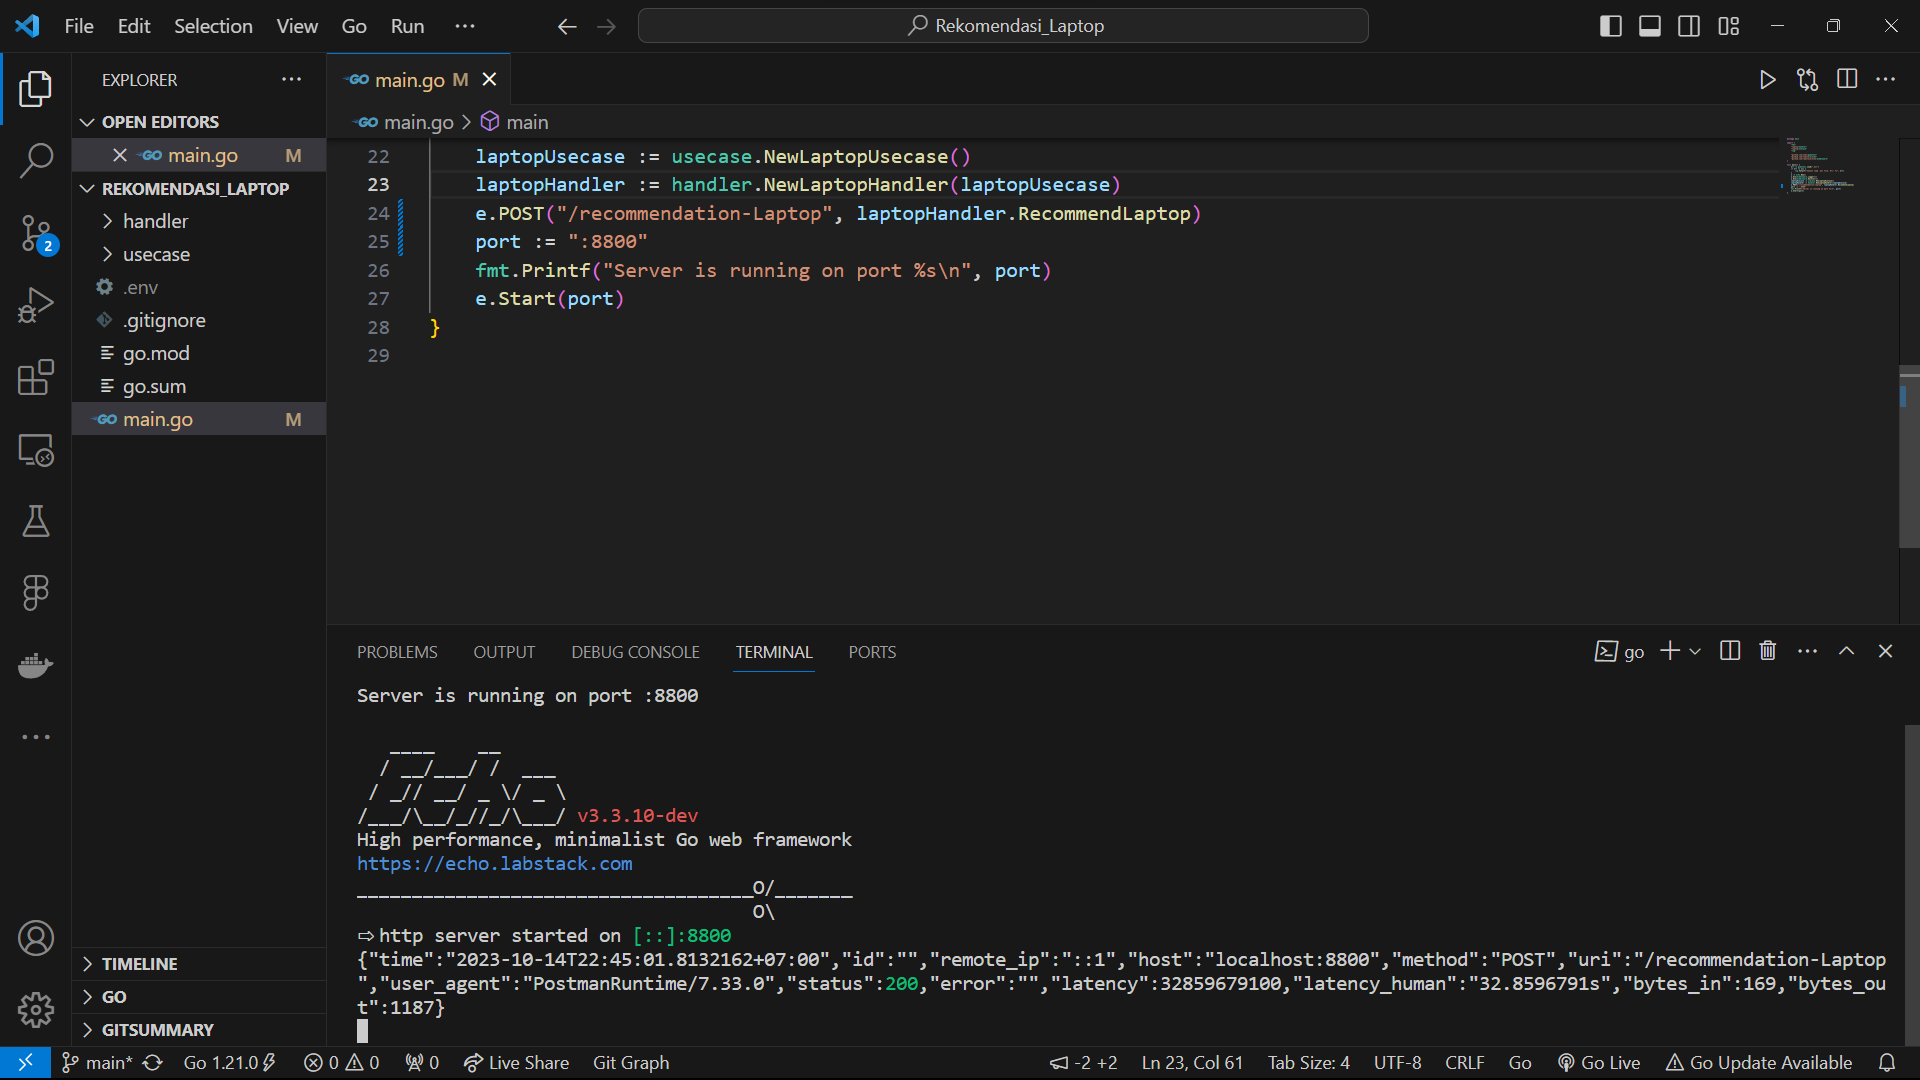 File Edit Selection View Go Run ···
Rekomendasi_Laptop
EXPLORER
OPEN EDITORS
main.go M
REKOMENDASI_LAPTOP
handler
usecase
.env
.gitignore
go.mod
go.sum
main.go M
TIMELINE
GO
GITSUMMARY
2
GO main.go M
GO main.go > main
22 laptopUsecase := usecase.NewLaptopUsecase()
23 laptopHandler := handler.NewLaptopHandler(laptopUsecase)
24 e.POST("/recommendation-Laptop", laptopHandler.RecommendLaptop)
25 port := ":8800"
26 fmt.Printf("Server is running on port %s\n", port)
27 e.Start(port)
28 }
29
PROBLEMS OUTPUT DEBUG CONSOLE TERMINAL PORTS
go
Server is running on port :8800
   ____    __
  / __/___/ /  ___
 / _// __/ _ \/ _ \
/___/\__/_//_/\___/ v3.3.10-dev
High performance, minimalist Go web framework
https://echo.labstack.com
____________________________________O/_______
                                    O\
⇨ http server started on [::]:8800
{"time":"2023-10-14T22:45:01.8132162+07:00","id":"","remote_ip":"::1","host":"localhost:8800","method":"POST","uri":"/recommendation-Laptop
","user_agent":"PostmanRuntime/7.33.0","status":200,"error":"","latency":32859679100,"latency_human":"32.8596791s","bytes_in":169,"bytes_ou
t":1187}
main* Go 1.21.0 0 0 0 Live Share Git Graph -2 +2 Ln 23, Col 61 Tab Size: 4 UTF-8 CRLF Go Go Live Go Update Available